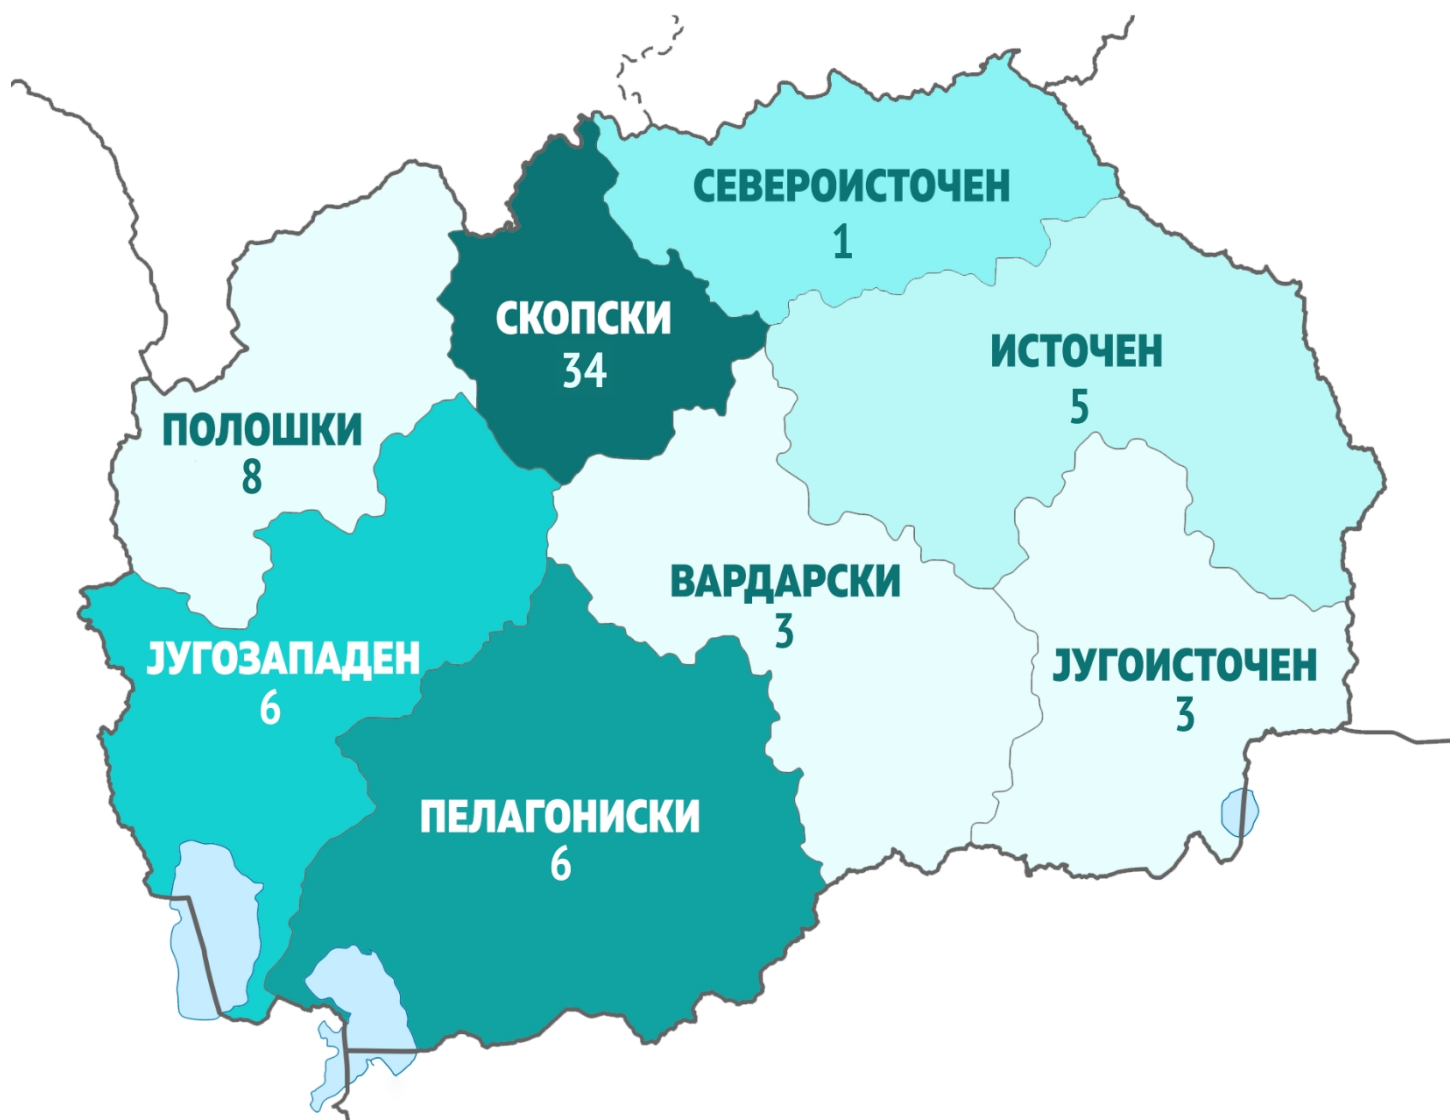 СЕВЕРОИСТОЧЕН
1
СКОПСКИ
34
ИСТОЧЕН
5
ПОЛОШКИ
8
ВАРДАРСКИ
3
ЈУГОЗАПАДЕН
6
ЈУГОИСТОЧЕН
3
ПЕЛАГОНИСКИ
6